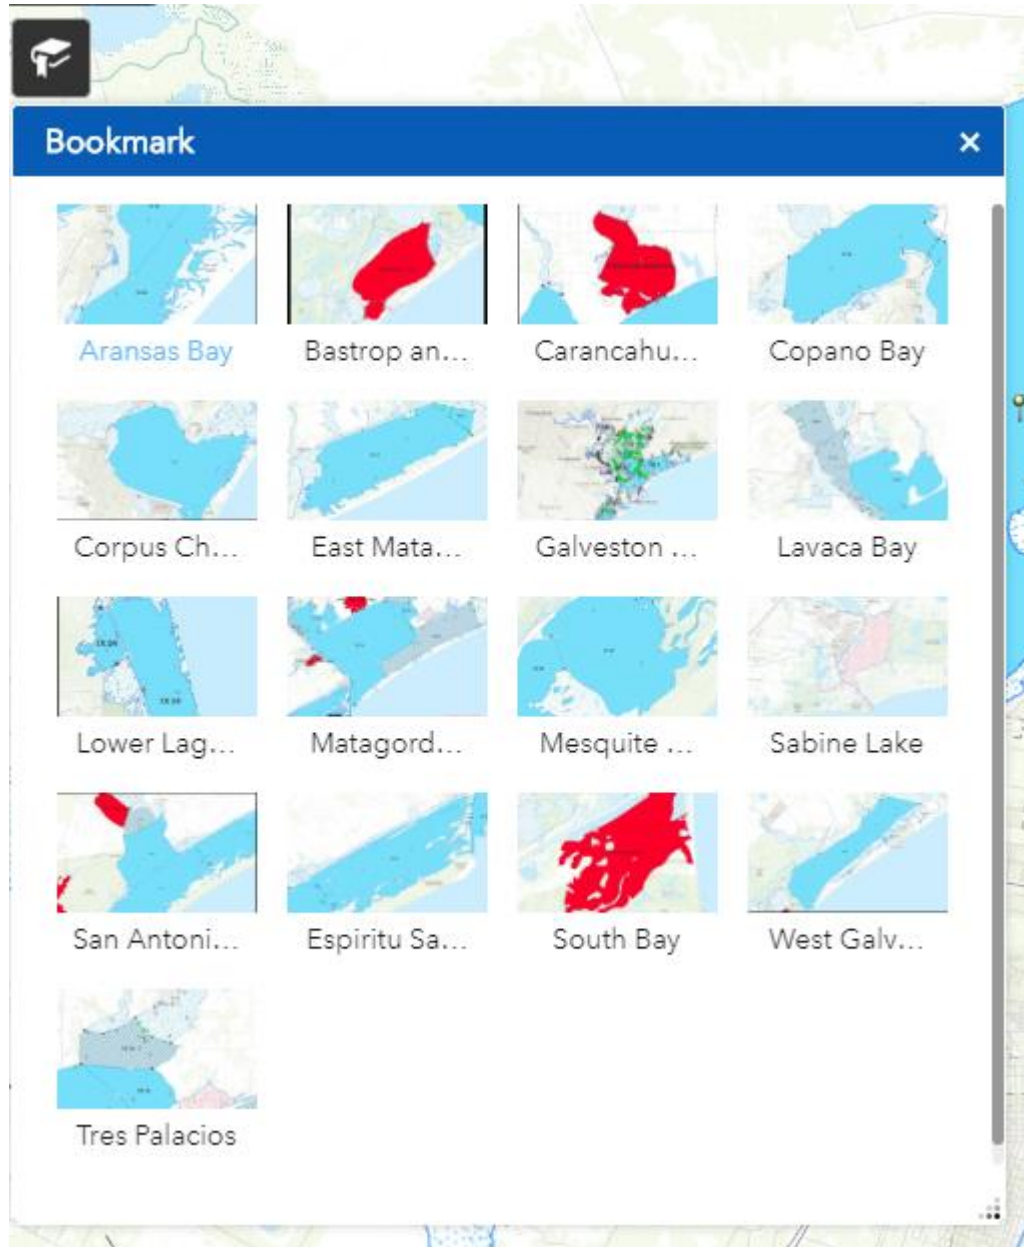 Bookmark
Aransas Bay
Bastrop an...
Carancahu...
Copano Bay
Corpus Ch...
East Mata...
Galveston ...
Lavaca Bay
Lower Lag...
Matagord...
Mesquite ...
Sabine Lake
San Antoni...
Espiritu Sa...
South Bay
West Galv...
Tres Palacios